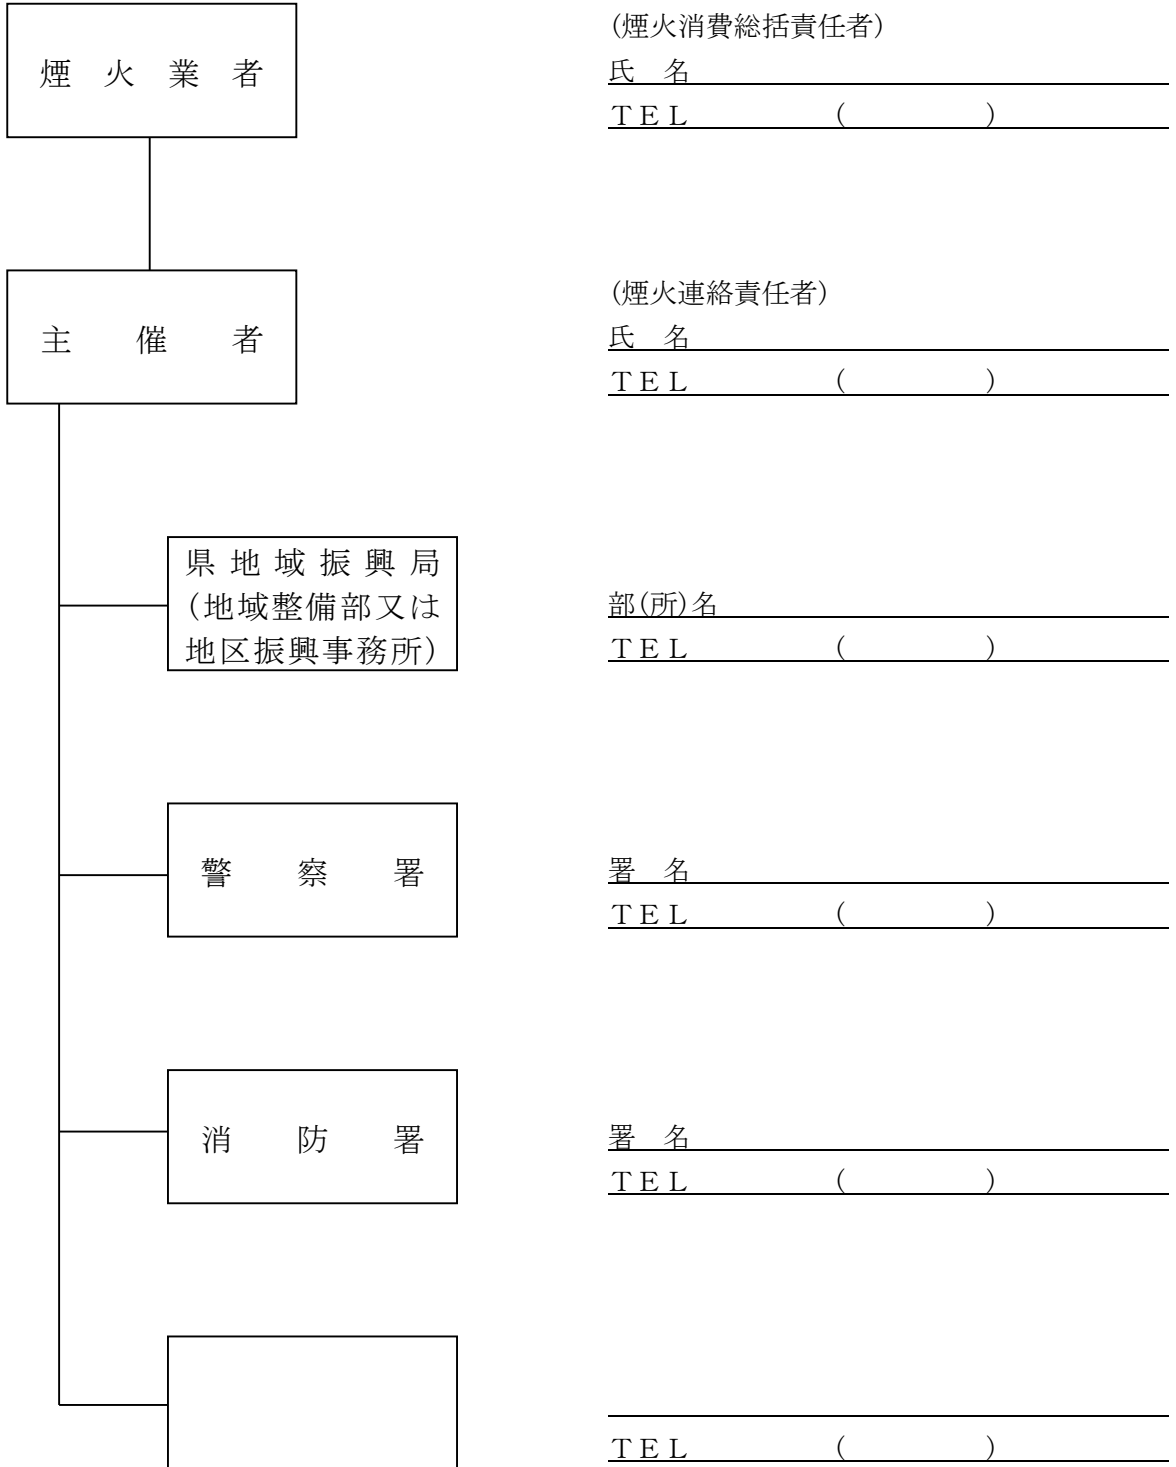 煙火業者
(煙火消費総括責任者)
氏　名
ＴＥＬ　　　　（　　　　）
主催者
(煙火連絡責任者)
氏　名
ＴＥＬ　　　　（　　　　）
県地域振興局
(地域整備部又は
地区振興事務所)
部(所)名
ＴＥＬ　　　　（　　　　）
警察署
署　名
ＴＥＬ　　　　（　　　　）
消防署
署　名
ＴＥＬ　　　　（　　　　）
ＴＥＬ　　　　（　　　　）